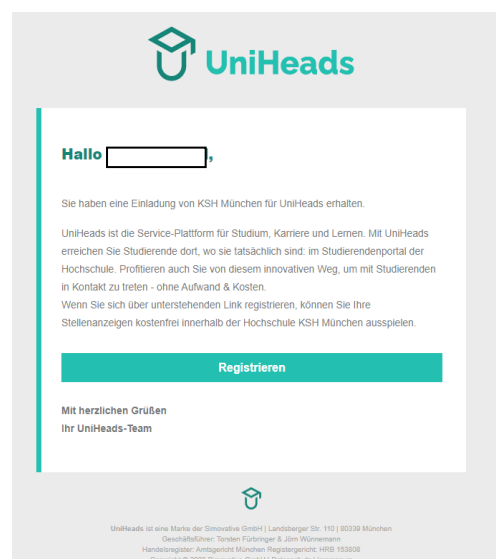 UniHeads
Hallo ,
Sie haben eine Einladung von KSH München für UniHeads erhalten.
UniHeads ist die Service-Plattform für Studium, Karriere und Lernen. Mit UniHeads
erreichen Sie Studierende dort, wo sie tatsächlich sind: im Studierendenportal der
Hochschule. Profitieren auch Sie von diesem innovativen Weg, um mit Studierenden
in Kontakt zu treten - ohne Aufwand & Kosten.
Wenn Sie sich über untenstehenden Link registrieren, können Sie Ihre
Stellenanzeigen kostenfrei innerhalb der Hochschule KSH München ausspielen.
Registrieren
Mit herzlichen Grüßen
Ihr UniHeads-Team
UniHeads ist eine Marke der Simovative GmbH | Landsberger Str. 110 | 80339 München
Geschäftsführer: Torsten Fürbringer & Jörn Wünnemann
Handelsregister: Amtsgericht München Registergericht: HRB 153808